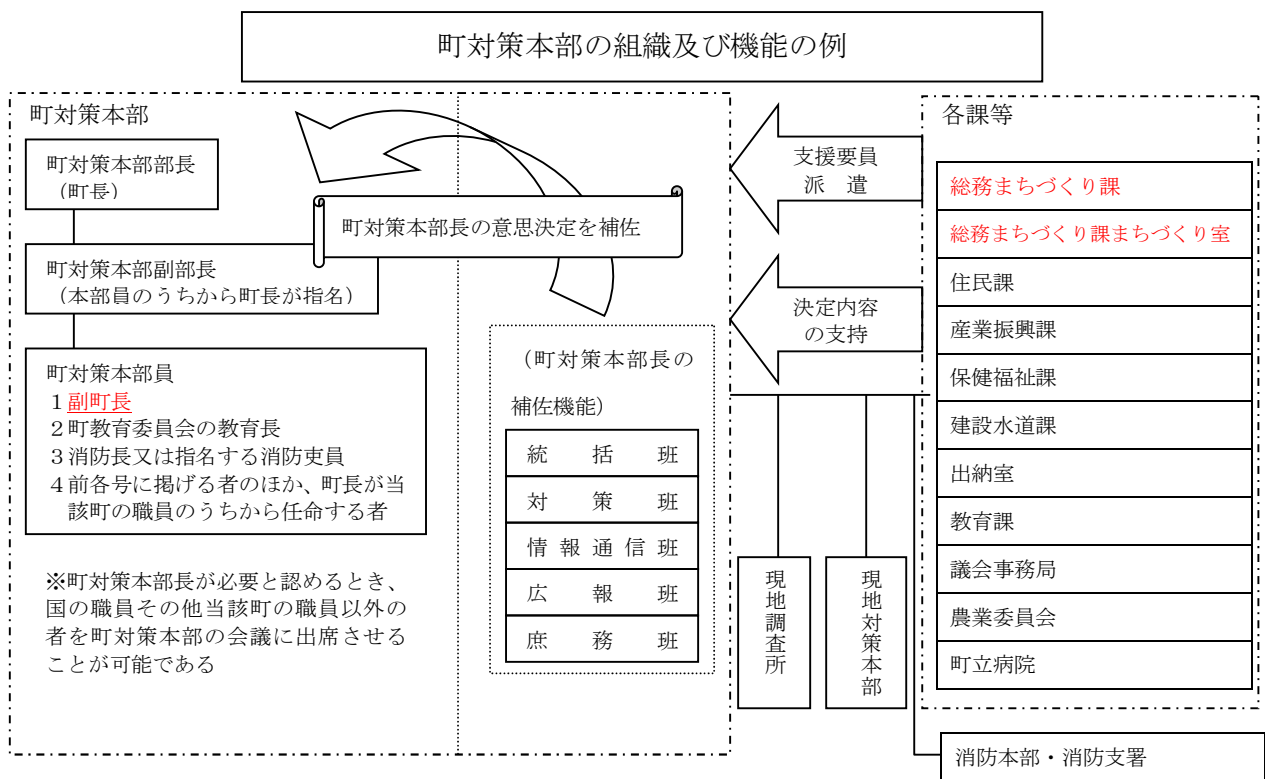 町対策本部の組織及び機能の例
町対策本部
町対策本部部長
(町長)
町対策本部副部長
(本部員のうちから町長が指名)
町対策本部員
1副町長
2町教育委員会の教育長
3消防長又は指名する消防吏員
4前各号に掲げる者のほか、町長が当
該町の職員のうちから任命する者
※町対策本部長が必要と認めるとき、
国の職員その他当該町の職員以外の
者を町対策本部の会議に出席させる
ことが可能である
町対策本部長の意思決定を補佐
(町対策本部長の
補佐機能)
統括班
対策班
情報通信班
広報班
庶務班
支援要員
派遣
決定内容
の支持
現地調査所
現地対策本部
各課等
総務まちづくり課
総務まちづくり課まちづくり室
住民課
産業振興課
保健福祉課
建設水道課
出納室
教育課
議会事務局
農業委員会
町立病院
消防本部・消防支署